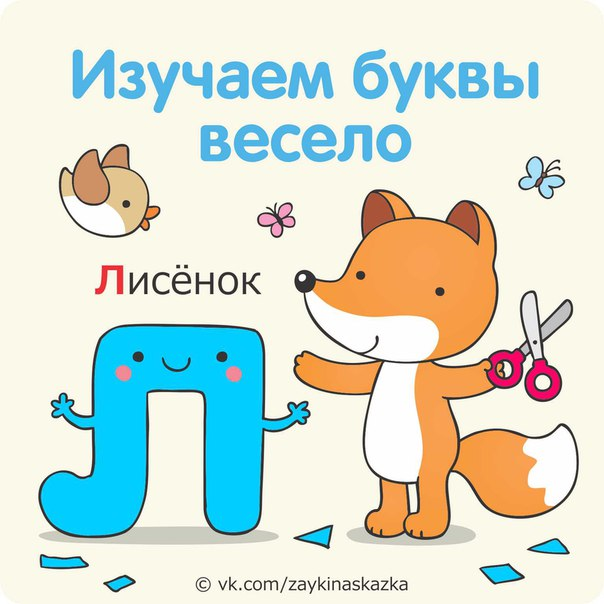 Изучаем буквы
весело
Лисёнок
Л
© vk.com/zaykinaskazka